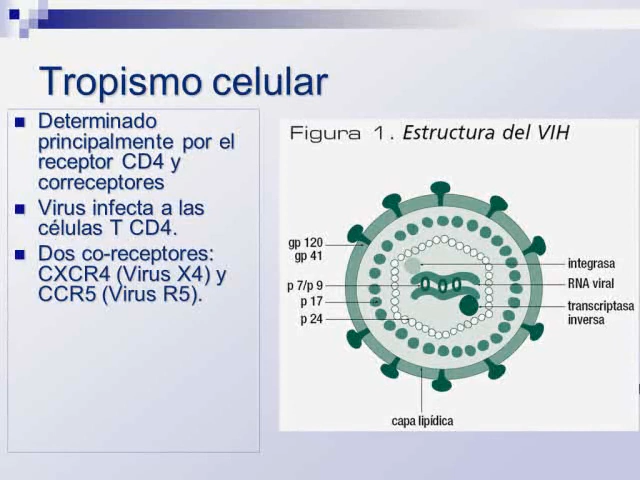 Tropismo celular
Determinado
principalmente por el
receptor CD4 y
correceptores
Virus infecta a las
células T CD4.
Dos co-receptores:
CXCR4 (Virus X4) y
CCR5 (Virus R5).
Figura 1. Estructura del VIH
gp 120
gp 41
p 7/p 9
p 17
p 24
integrasa
RNA viral
transcriptasa
inversa
capa lipídica